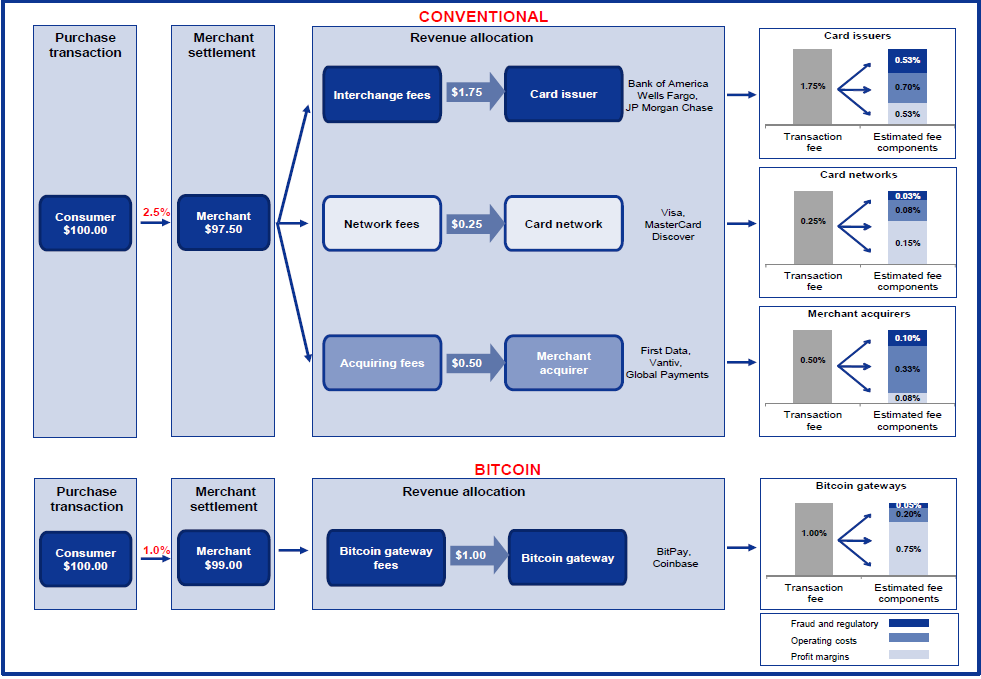 CONVENTIONAL
Purchase
transaction
Merchant
settlement
Revenue allocation
Consumer
$100.00
2.5%
Merchant
$97.50
Interchange fees
$1.75
Card issuer
Bank of America
Wells Fargo,
JP Morgan Chase
Network fees
$0.25
Card network
Visa,
MasterCard
Discover
Acquiring fees
$0.50
Merchant
acquirer
First Data,
Vantiv,
Global Payments
Card issuers
1.75%
0.53%
0.70%
0.53%
Transaction
fee
Estimated fee
components
Card networks
0.25%
0.03%
0.08%
0.15%
Transaction
fee
Estimated fee
components
Merchant acquirers
0.50%
0.10%
0.33%
0.08%
Transaction
fee
Estimated fee
components
BITCOIN
Purchase
transaction
Merchant
settlement
Revenue allocation
Consumer
$100.00
1.0%
Merchant
$99.00
Bitcoin gateway
fees
$1.00
Bitcoin gateway
BitPay,
Coinbase
Bitcoin gateways
1.00%
0.05%
0.20%
0.75%
Transaction
fee
Estimated fee
components
Fraud and regulatory
Operating costs
Profit margins